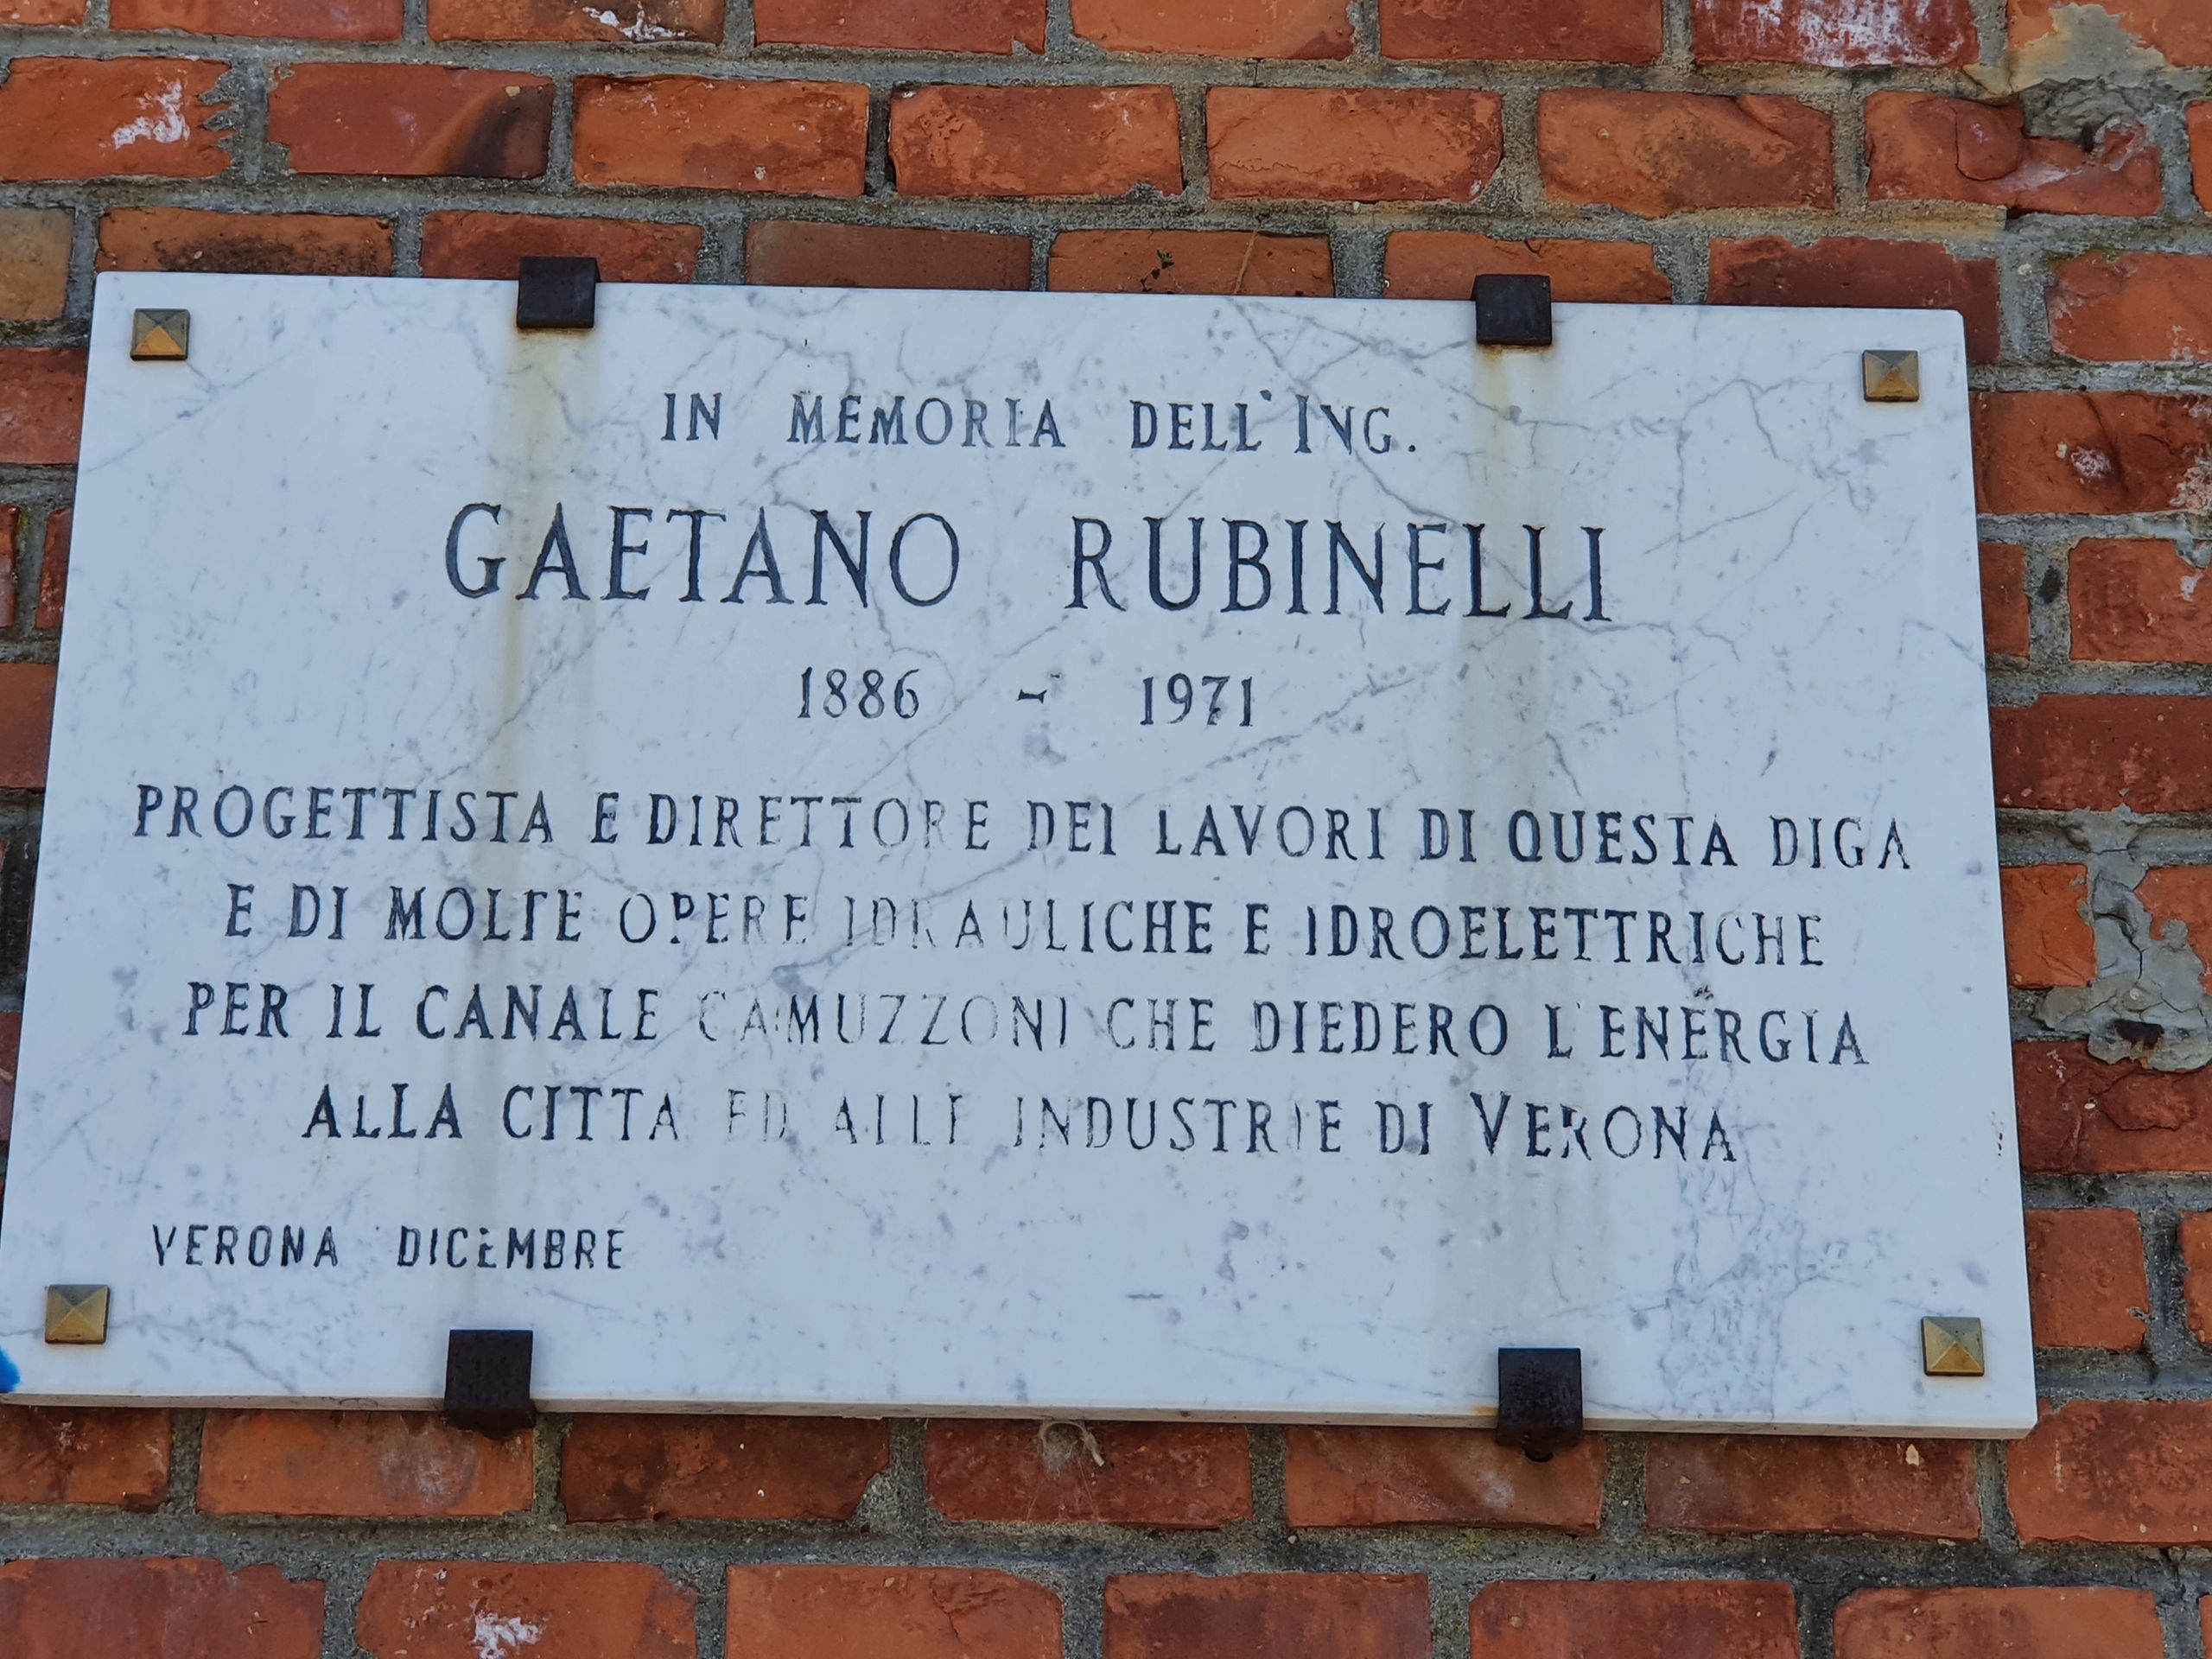 IN MEMORIA DELL'ING.
GAETANO RUBINELLI
1886 - 1971
PROGETTISTA E DIRETTORE DEI LAVORI DI QUESTA DIGA
E DI MOLTE OPERE IDRAULICHE E IDROELETTRICHE
PER IL CANALE CAMUZZONI CHE DIEDERO L'ENERGIA
ALLA CITTA ED ALLE INDUSTRIE DI VERONA
VERONA DICEMBRE